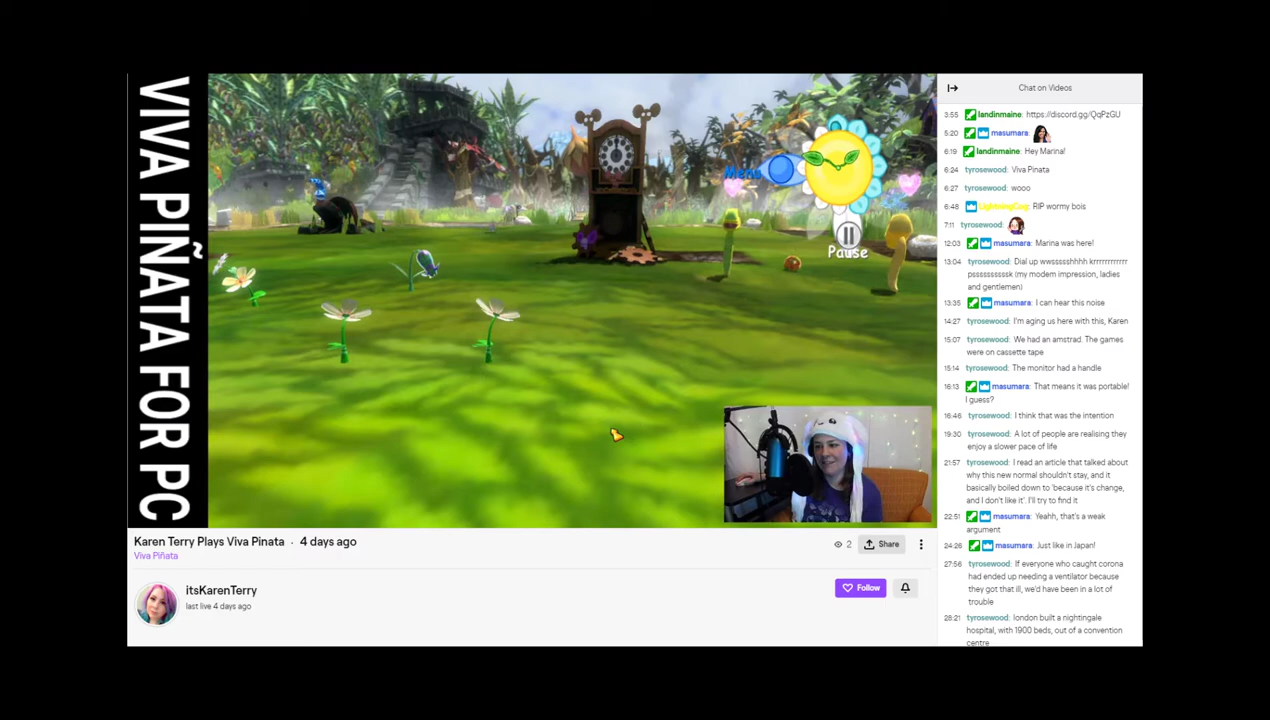 VIVA PIÑATA FOR PC
Menu
Pause
Karen Terry Plays Viva Pinata · 4 days ago
Viva Piñata
2
Share
itsKarenTerry
last live 4 days ago
Follow
Chat on Videos
3:55 landinmaine: https://discord.gg/QqPzGU
5:20 masumara:
6:19 landinmaine: Hey Marina!
6:24 tyrosewood: Viva Pinata
6:27 tyrosewood: wooo
6:48 LightningCog: RIP wormy bois
7:11 tyrosewood:
12:03 masumara: Marina was here!
13:04 tyrosewood: Dial up wwsssssshhhh krrrrrrrrrrrr
psssssssssk (my modem impression, ladies
and gentlemen)
13:35 masumara: I can hear this noise
14:27 tyrosewood: I'm aging us here with this, Karen
15:07 tyrosewood: We had an amstrad. The games
were on cassette tape
15:14 tyrosewood: The monitor had a handle
16:13 masumara: That means it was portable!
I guess?
16:46 tyrosewood: I think that was the intention
19:30 tyrosewood: A lot of people are realising they
enjoy a slower pace of life
21:57 tyrosewood: I read an article that talked about
why this new normal shouldn't stay, and it
basically boiled down to 'because it's change,
and I don't like it'. I'll try to find it
22:51 masumara: Yeahh, that's a weak
argument
24:26 masumara: Just like in Japan!
27:56 tyrosewood: If everyone who caught corona
had ended up needing a ventilator because
they got that ill, we'd have been in a lot of
trouble
28:21 tyrosewood: london built a nightingale
hospital, with 1900 beds, out of a convention
centre